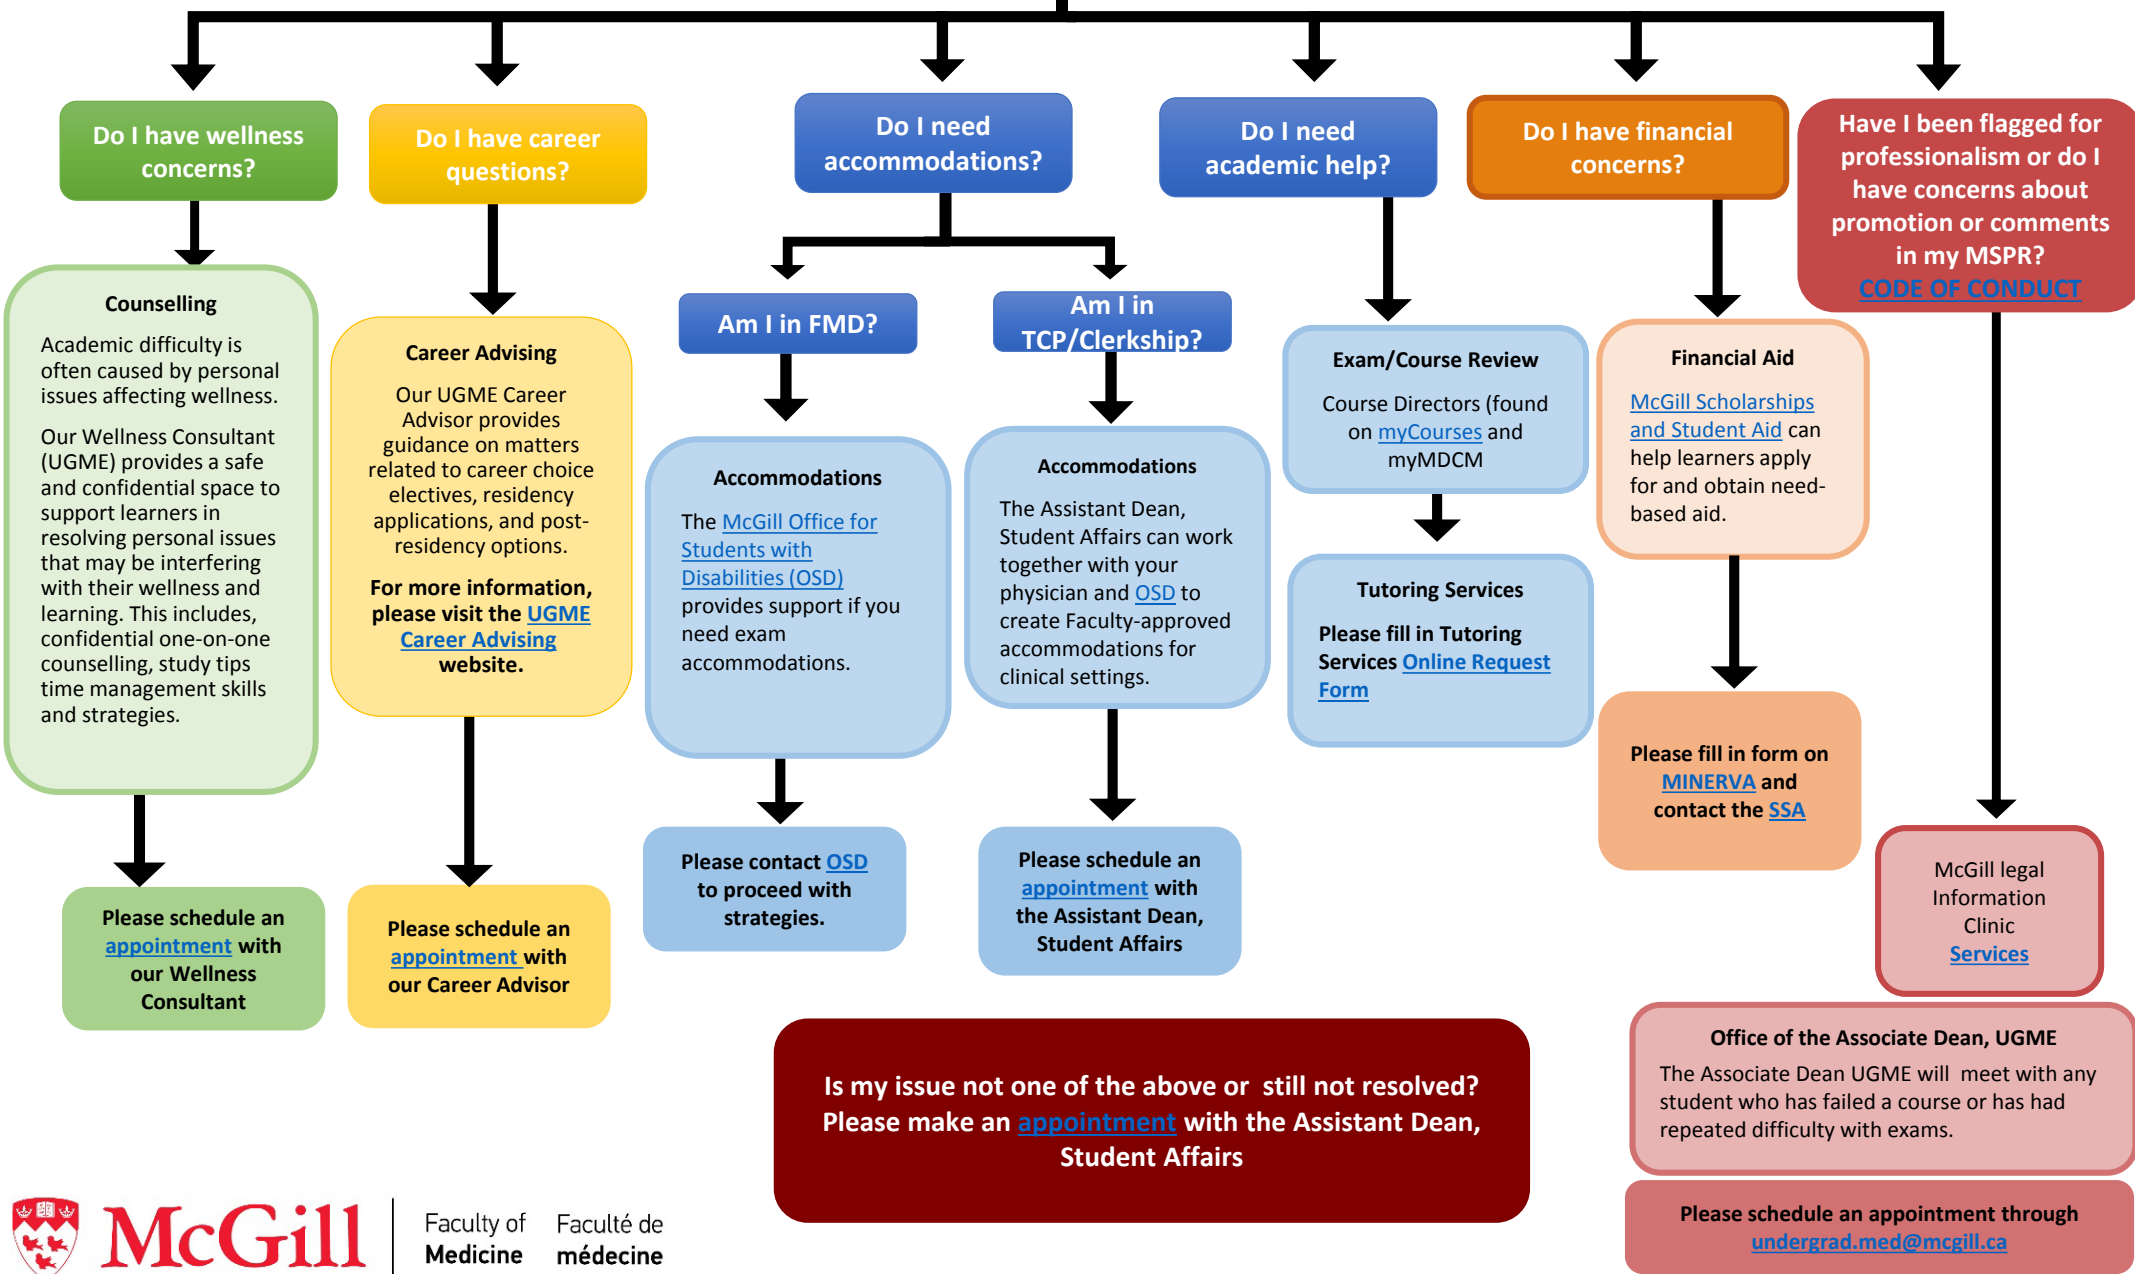 Do I have wellness
concerns?
Do I have career
questions?
Do I need
accommodations?
Do I need
academic help?
Do I have financial
concerns?
Have I been flagged for
professionalism or do I
have concerns about
promotion or comments
in my MSPR?
CODE OF CONDUCT
Counselling
Academic difficulty is
often caused by personal
issues affecting wellness.
Our Wellness Consultant
(UGME) provides a safe
and confidential space to
support learners in
resolving personal issues
that may be interfering
with their wellness and
learning. This includes,
confidential one-on-one
counselling, study tips
time management skills
and strategies.
Please schedule an
appointment with
our Wellness
Consultant
Career Advising
Our UGME Career
Advisor provides
guidance on matters
related to career choice
electives, residency
applications, and post-
residency options.
For more information,
please visit the UGME
Career Advising
website.
Please schedule an
appointment with
our Career Advisor
Am I in FMD?
Accommodations
The McGill Office for
Students with
Disabilities (OSD)
provides support if you
need exam
accommodations.
Please contact OSD
to proceed with
strategies.
Am I in
TCP/Clerkship?
Accommodations
The Assistant Dean,
Student Affairs can work
together with your
physician and OSD to
create Faculty-approved
accommodations for
clinical settings.
Please schedule an
appointment with
the Assistant Dean,
Student Affairs
Exam/Course Review
Course Directors (found
on myCourses and
myMDCM
Tutoring Services
Please fill in Tutoring
Services Online Request
Form
Financial Aid
McGill Scholarships
and Student Aid can
help learners apply
for and obtain need-
based aid.
Please fill in form on
MINERVA and
contact the SSA
McGill legal
Information
Clinic
Services
Office of the Associate Dean, UGME
The Associate Dean UGME will  meet with any
student who has failed a course or has had
repeated difficulty with exams.
Please schedule an appointment through
undergrad.med@mcgill.ca
Is my issue not one of the above or  still not resolved?
Please make an appointment with the Assistant Dean,
Student Affairs
McGill
Faculty of
Medicine
Faculté de
médecine